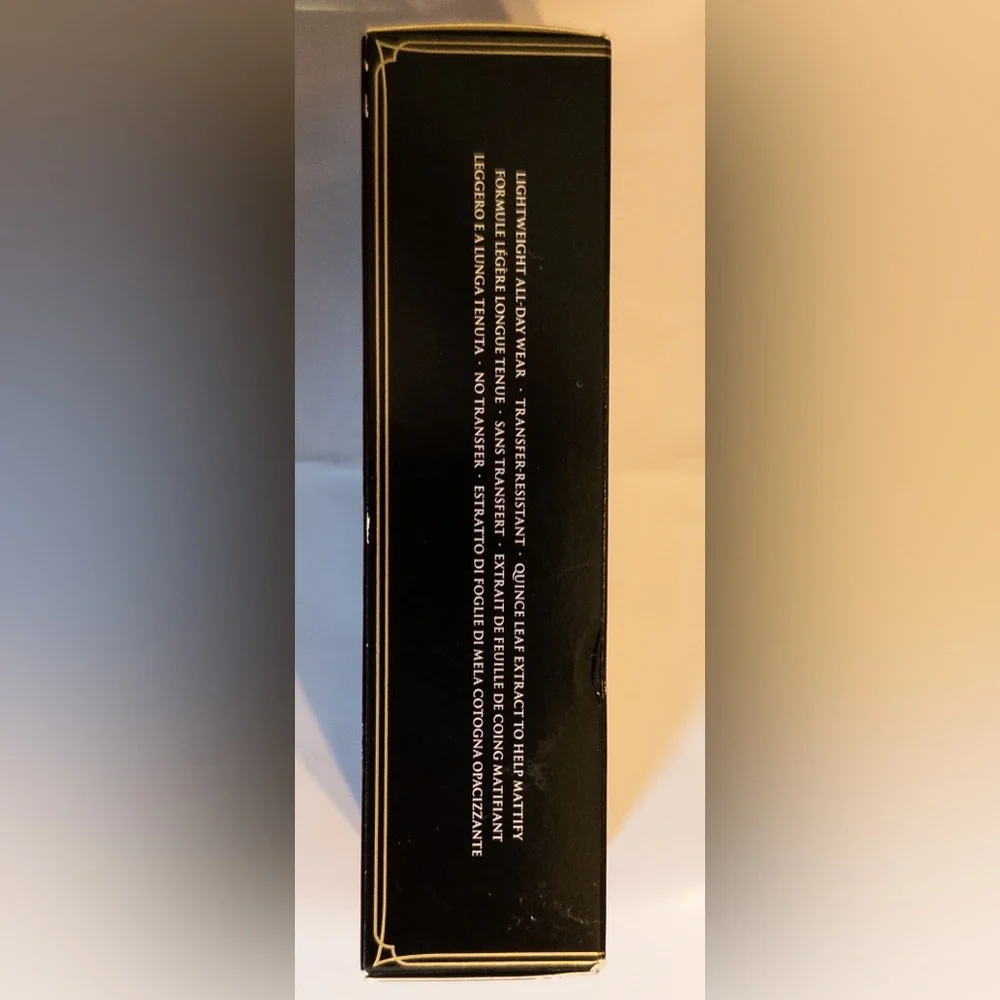 LIGHTWEIGHT ALL-DAY WEAR · TRANSFER-RESISTANT · QUINCE LEAF EXTRACT TO HELP MATTIFY
FORMULE LÉGÈRE LONGUE TENUE · SANS TRANSFERT · EXTRAIT DE FEUILLE DE COING MATIFIANT
LEGGERO E A LUNGA TENUTA · NO TRANSFER · ESTRATTO DI FOGLIE DI MELA COTOGNA OPACIZZANTE